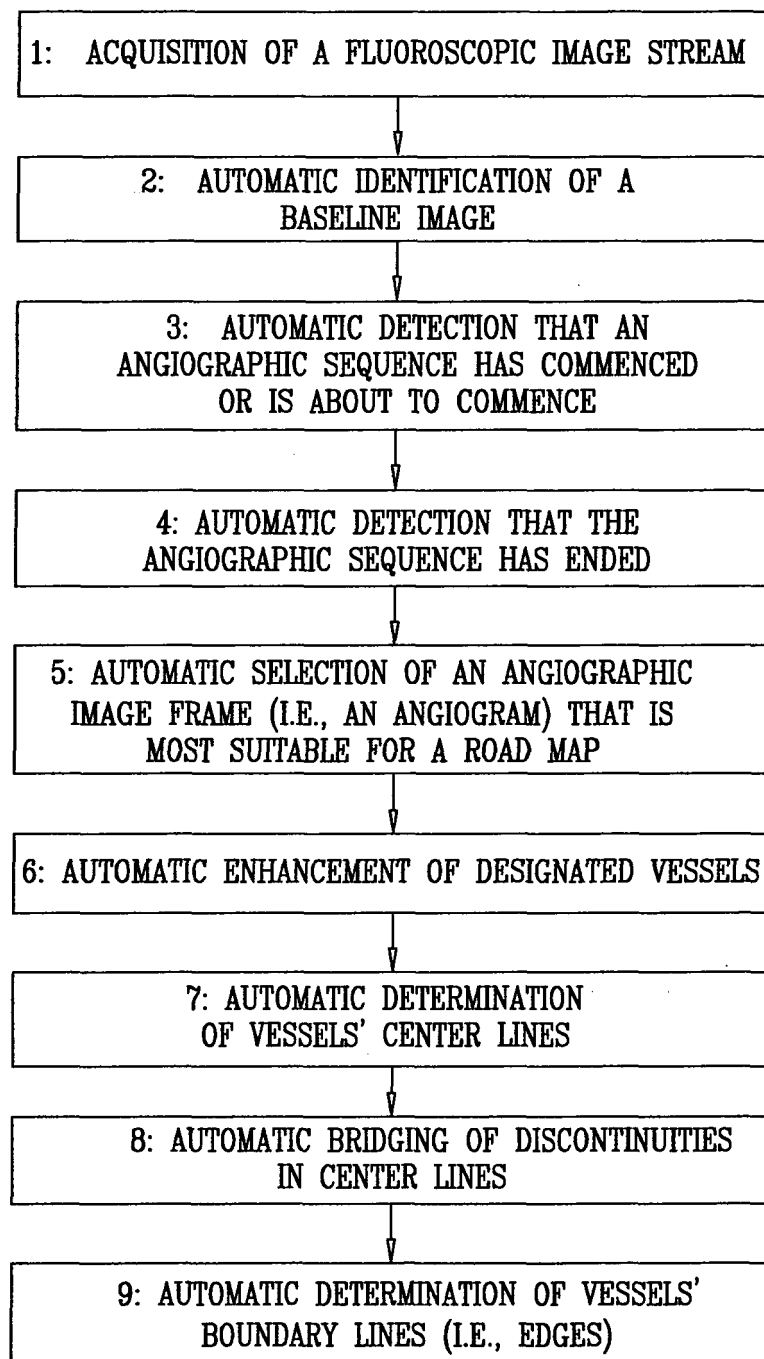 1: ACQUISITION OF A FLUOROSCOPIC IMAGE STREAM
2: AUTOMATIC IDENTIFICATION OF A
BASELINE IMAGE
3: AUTOMATIC DETECTION THAT AN
ANGIOGRAPHIC SEQUENCE HAS COMMENCED
OR IS ABOUT TO COMMENCE
4: AUTOMATIC DETECTION THAT THE
ANGIOGRAPHIC SEQUENCE HAS ENDED
5: AUTOMATIC SELECTION OF AN ANGIOGRAPHIC
IMAGE FRAME (I.E., AN ANGIOGRAM) THAT IS
MOST SUITABLE FOR A ROAD MAP
6: AUTOMATIC ENHANCEMENT OF DESIGNATED VESSELS
7: AUTOMATIC DETERMINATION
OF VESSELS' CENTER LINES
8: AUTOMATIC BRIDGING OF DISCONTINUITIES
IN CENTER LINES
9: AUTOMATIC DETERMINATION OF VESSELS'
BOUNDARY LINES (I.E., EDGES)